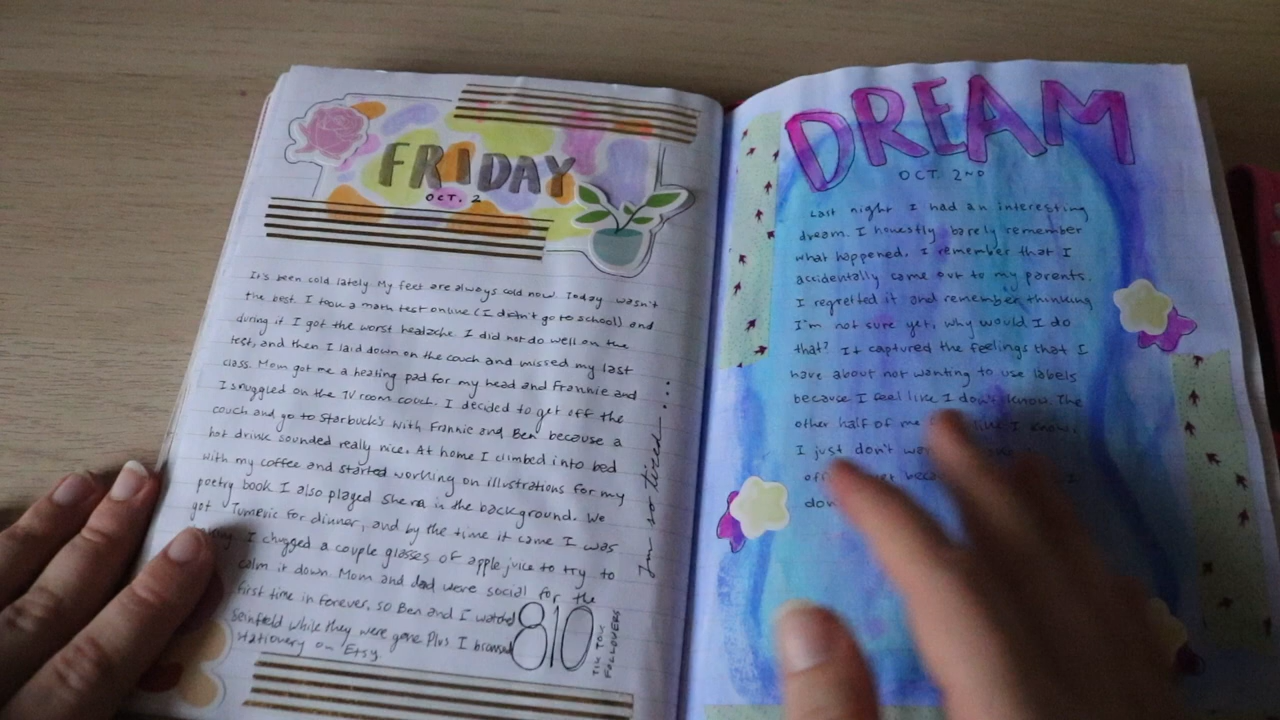 FRIDAY
OCT. 2
It's been cold lately. My feet are always cold now. Today wasn't
the best. I took a math test online (I didn't go to school) and
during it I got the worst headache. I did not do well on the
test, and then I laid down on the couch and missed my last
class. Mom got me a heating pad for my head and Frannie and
I snuggled on the TV room couch. I decided to get off the
couch and go to Starbuck's with Frannie and Ben because a
hot drink sounded really nice. At home I climbed into bed
with my coffee and started working on illustrations for my
poetry book. I also played Shera in the background. We
got Tumeric for dinner, and by the time it came I was
I chugged a couple glasses of apple juice to try to
calm it down. Mom and dad were social for the
first time in forever, so Ben and I watched
Seinfeld while they were gone. Plus I browsed
stationery on Etsy.
I'm so tired...
810
TIK TOK
FOLLOWERS
DREAM
OCT. 2ND
Last night I had an interesting
dream. I honestly barely remember
what happened. I remember that I
accidentally came out to my parents.
I regretted it and remember thinking
I'm not sure yet, why would I do
that? It captured the feelings that I
have about not wanting to use labels
because I feel like I don't know. The
other half of me like I know.
I just don't